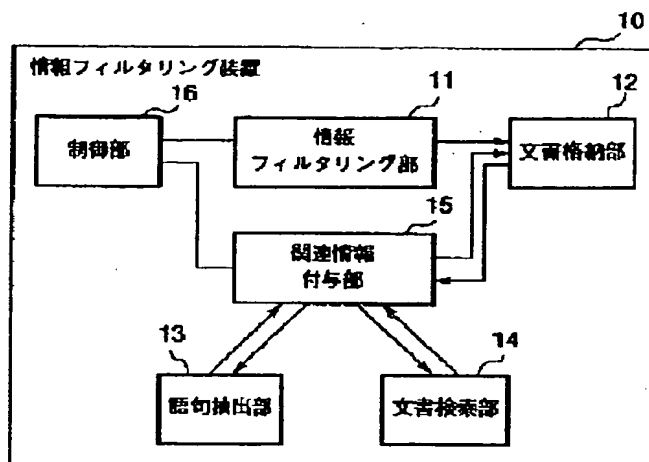 10
情報フィルタリング装置
16
11
12
制御部
情報
フィルタリング部
文書格納部
15
関連情報
付与部
13
14
語句抽出部
文書検索部